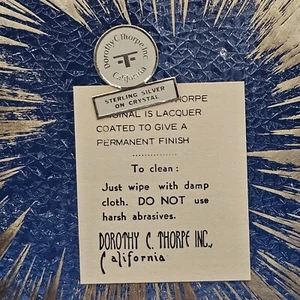 Dorothy C. Thorpe Inc.
California
STERLING SILVER
ON CRYSTAL
THORPE
IS LACQUER
COATED TO GIVE A
PERMANENT FINISH
To clean:
Just wipe with damp
cloth. DO NOT use
harsh abrasives.
DOROTHY C. THORPE INC.,
California